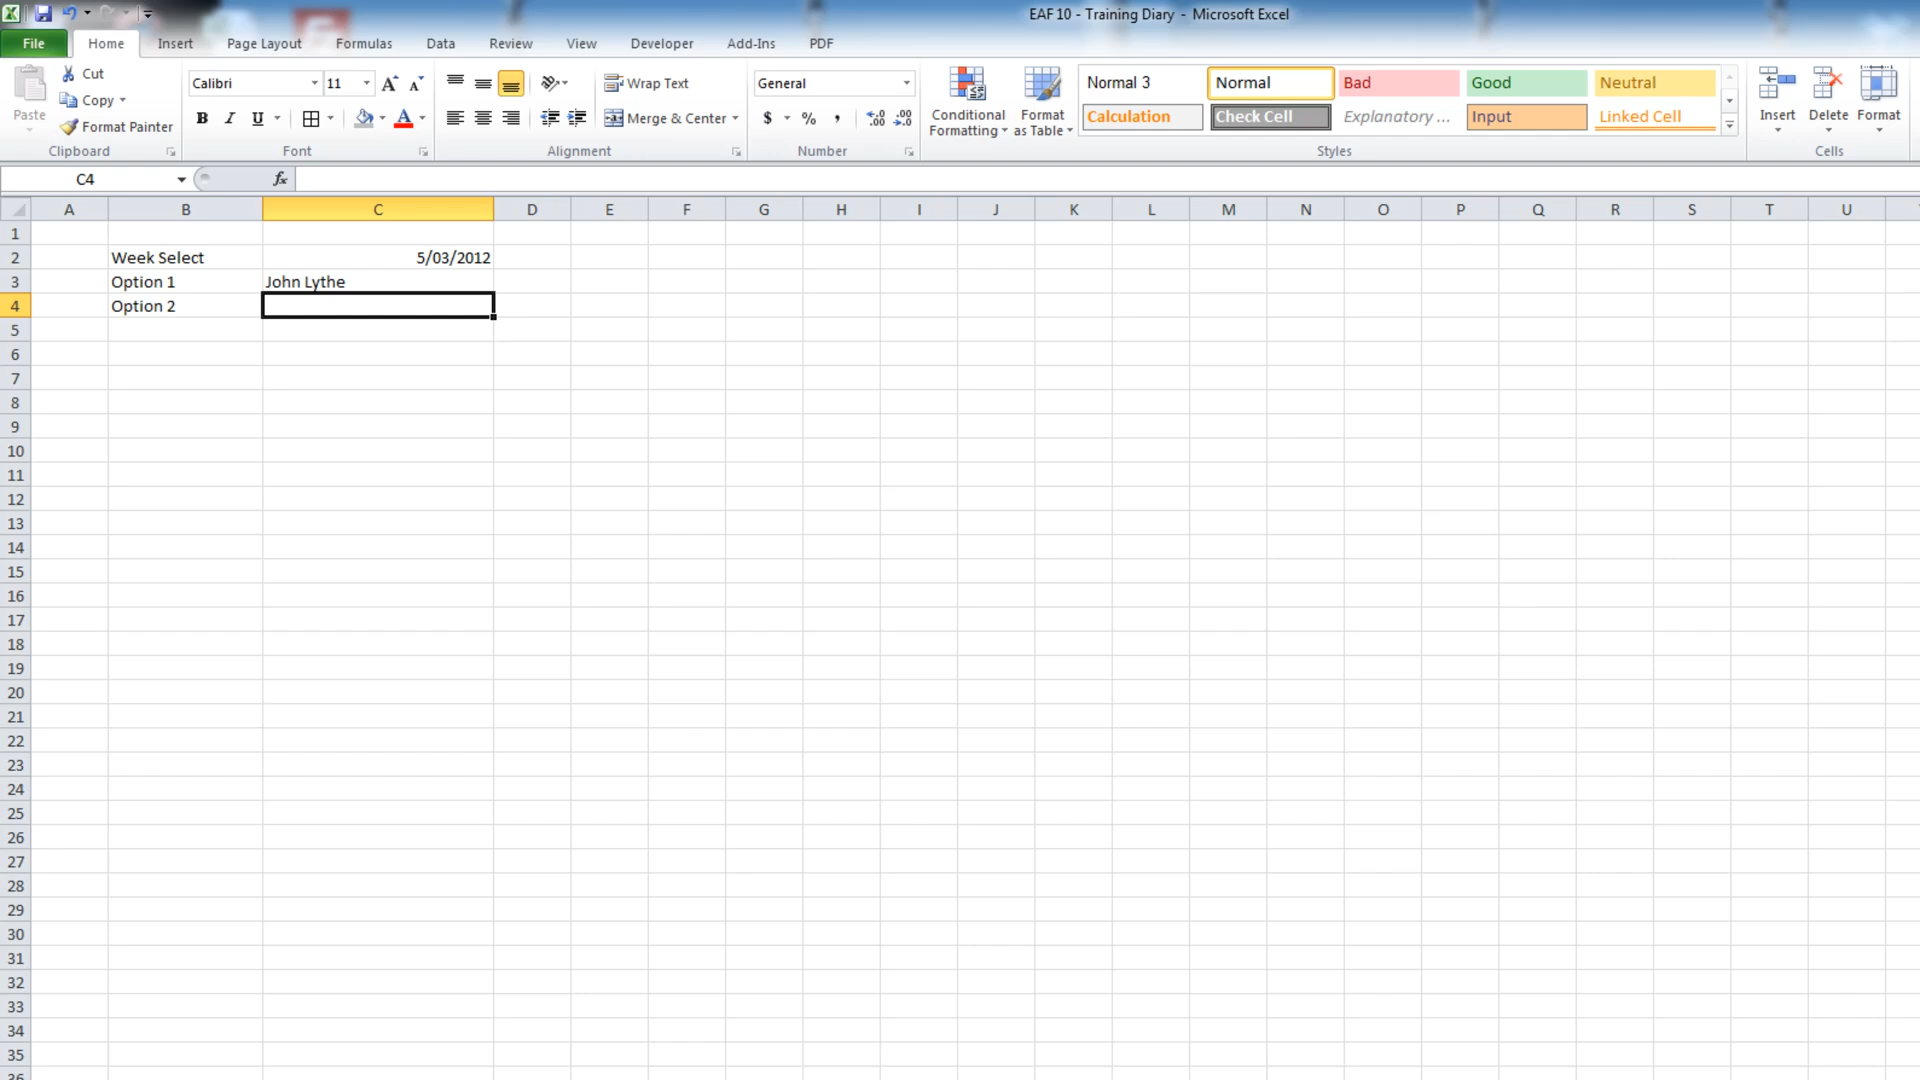 EAF 10 - Training Diary - Microsoft Excel
File Home Insert Page Layout Formulas Data Review View Developer Add-Ins PDF
Paste
Cut
Copy
Format Painter
Clipboard
Calibri 11
B I U
Font
Wrap Text
Merge & Center
Alignment
General
$ % ,
.00 .00
Number
Conditional Formatting
Format as Table
Normal 3 Normal Bad Good Neutral
Calculation Check Cell Explanatory ... Input Linked Cell
Styles
Insert Delete Format
Cells
C4 fx
A B C D E F G H I J K L M N O P Q R S T U
1
2 Week Select 5/03/2012
3 Option 1 John Lythe
4 Option 2
5
6
7
8
9
10
11
12
13
14
15
16
17
18
19
20
21
22
23
24
25
26
27
28
29
30
31
32
33
34
35
36